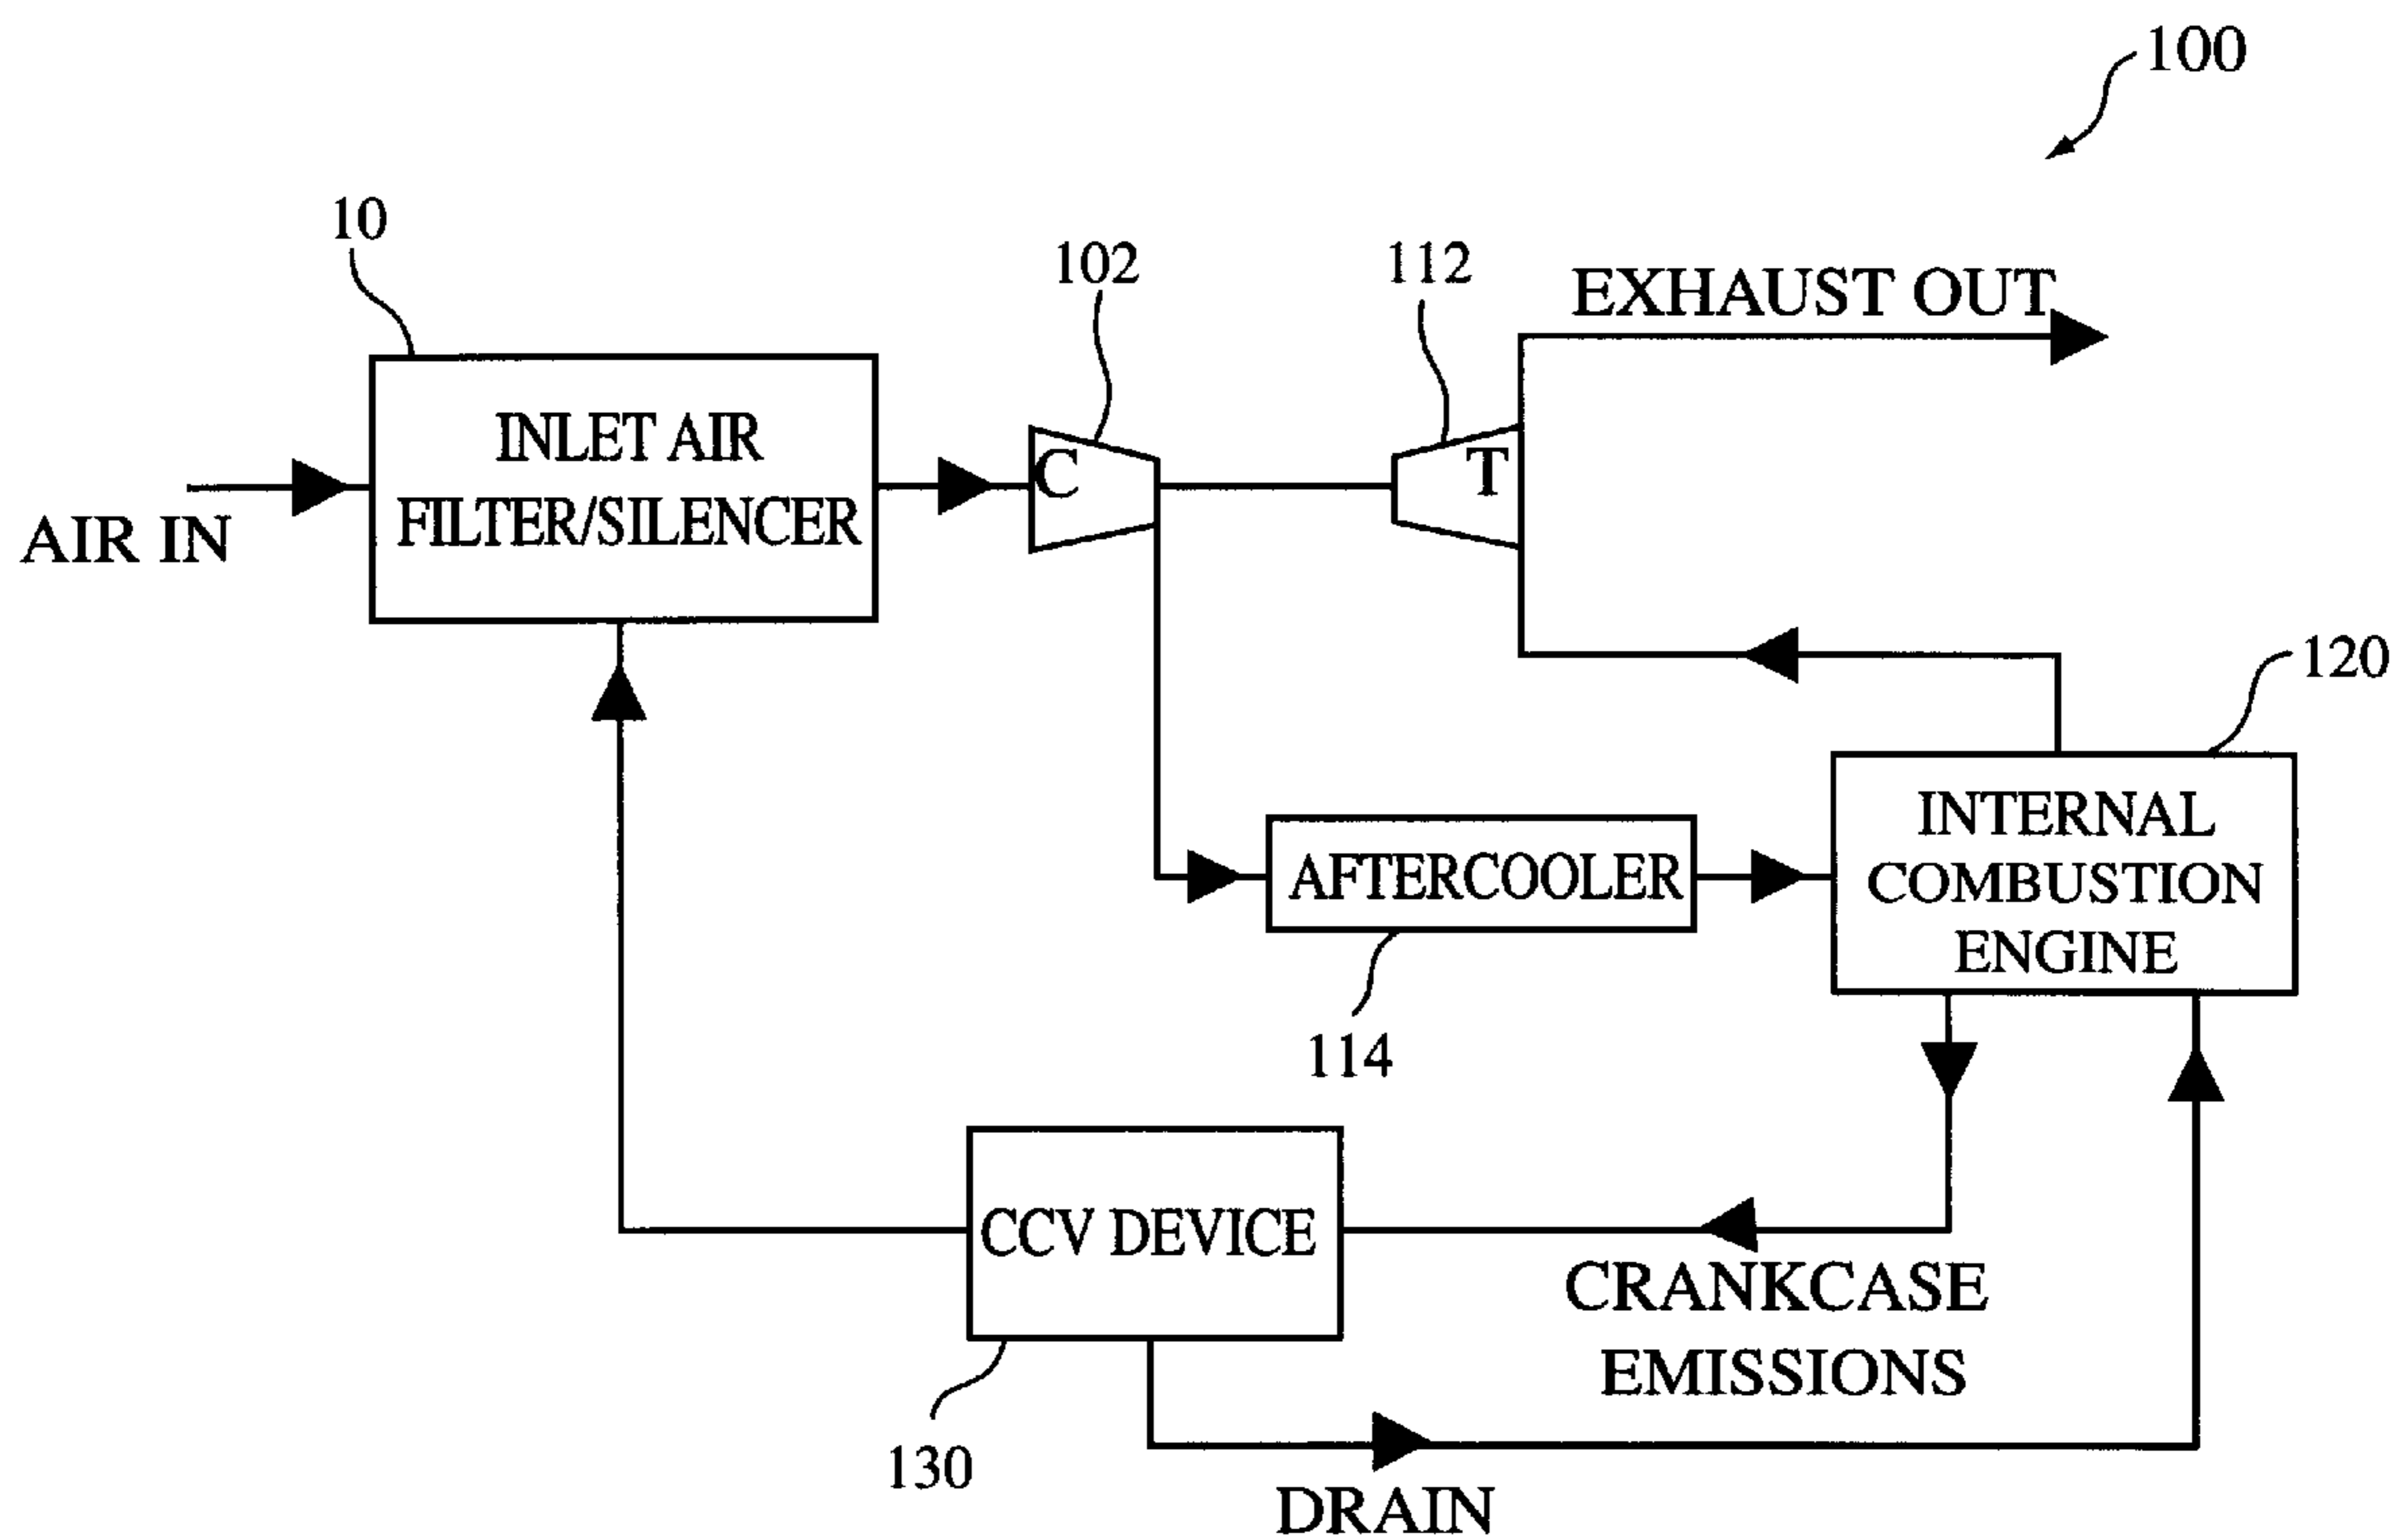 100
10
102
112
EXHAUST OUT
INLET AIR
FILTER/SILENCER
C
T
AIR IN
120
INTERNAL
COMBUSTION
ENGINE
AFTERCOOLER
114
CCV DEVICE
CRANKCASE
EMISSIONS
130
DRAIN